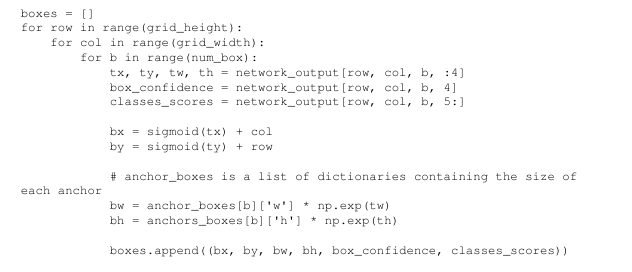 boxes = []
for row in range(grid_height):
    for col in range(grid_width):
        for b in range(num_box):
            tx, ty, tw, th = network_output[row, col, b, :4]
            box_confidence = network_output[row, col, b, 4]
            classes_scores = network_output[row, col, b, 5:]

            bx = sigmoid(tx) + col
            by = sigmoid(ty) + row

            # anchor_boxes is a list of dictionaries containing the size of
each anchor
            bw = anchor_boxes[b]['w'] * np.exp(tw)
            bh = anchors_boxes[b]['h'] * np.exp(th)

            boxes.append((bx, by, bw, bh, box_confidence, classes_scores))